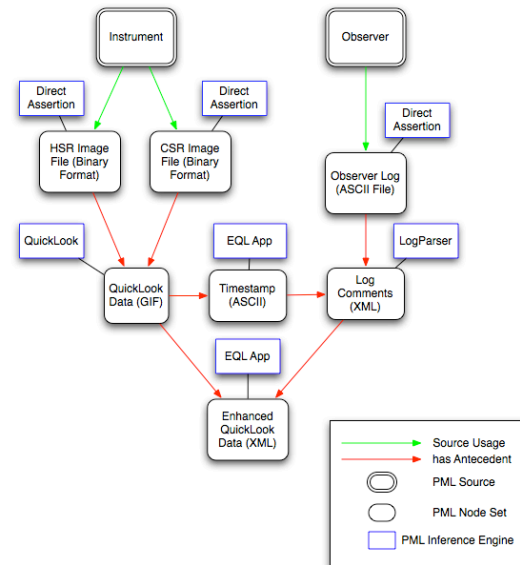 Instrument
Observer
Direct
Assertion
Direct
Assertion
Direct
Assertion
HSR Image
File (Binary
Format)
CSR Image
File (Binary
Format)
Observer Log
(ASCII File)
QuickLook
EQL App
LogParser
QuickLook
Data (GIF)
Timestamp
(ASCII)
Log
Comments
(XML)
EQL App
Enhanced
QuickLook
Data (XML)
Source Usage
has Antecedent
PML Source
PML Node Set
PML Inference Engine